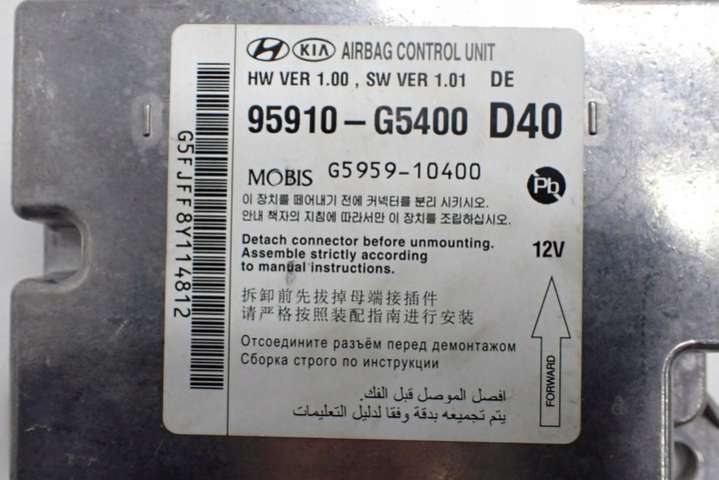 HYUNDAI KIA AIRBAG CONTROL UNIT
HW VER 1.00 , SW VER 1.01 DE
95910-G5400 D40
MOBIS G5959-10400
Pb
이 장치를 떼어내기 전에 커넥터를 분리 시키시오.
안내 책자의 지침에 따라서만 이 장치를 조립하십시오.
Detach connector before unmounting.
Assemble strictly according
to manual instructions.
12V
拆卸前先拔掉母端接插件
请严格按照装配指南进行安装
Отсоедините разъём перед демонтажом
Сборка строго по инструкции
افصل الموصل قبل الفك.
يتم تجميعه بدقة وفقا لدليل التعليمات
FORWARD
G5FJFF8Y114812